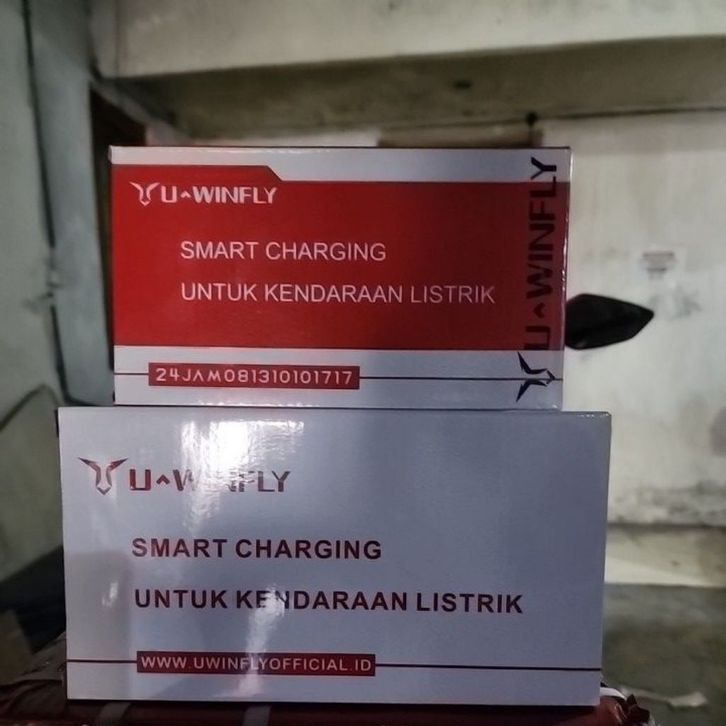 U^WINFLY
SMART CHARGING
UNTUK KENDARAAN LISTRIK
24JAM081310101717
U^WINFLY
U^WINFLY
SMART CHARGING
UNTUK KENDARAAN LISTRIK
WWW.UWINFLYOFFICIAL.ID